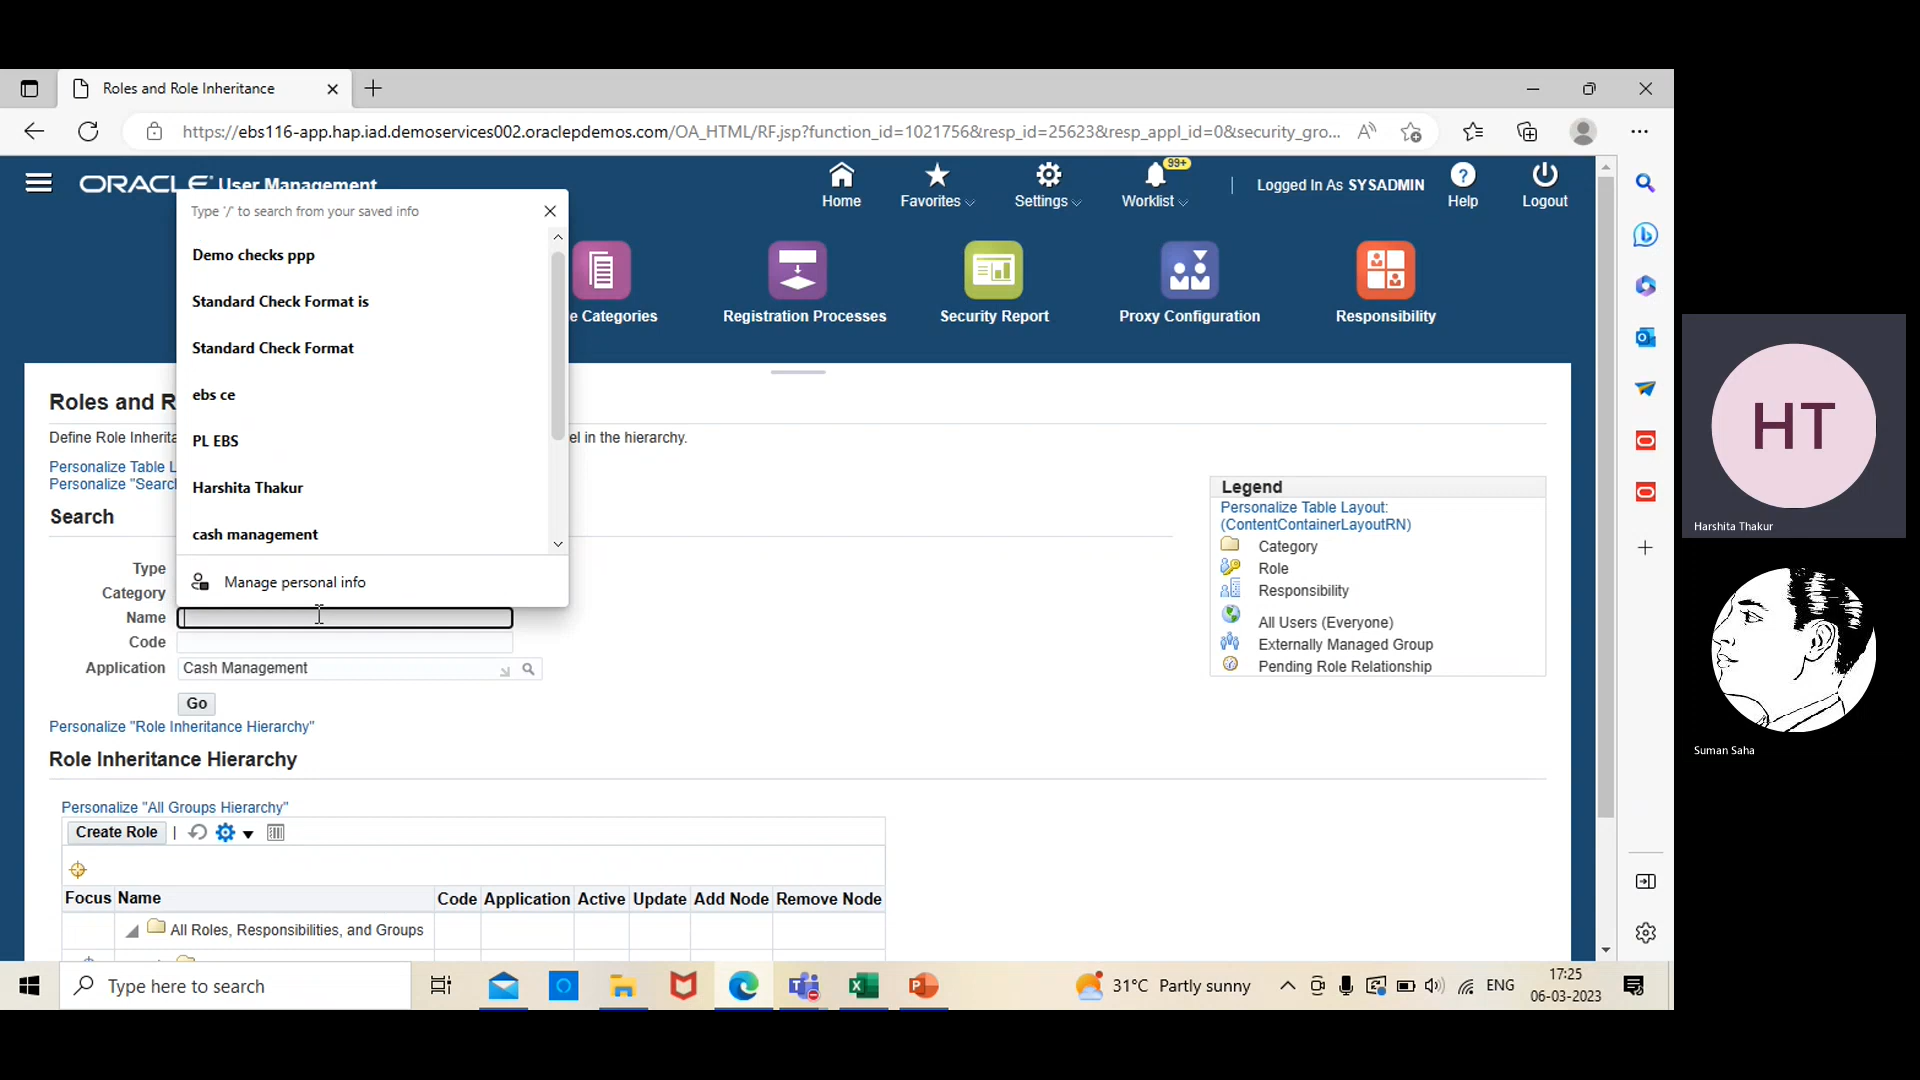 Roles and Role Inheritance
https://ebs116-app.hap.iad.demoservices002.oraclepdemos.com/OA_HTML/RF.jsp?function_id=1021756&resp_id=25623&resp_appl_id=0&security_gro...
ORACLE User Management
Home
Favorites
Settings
99+
Worklist
Logged In As SYSADMIN
Help
Logout
Type '/' to search from your saved info
Demo checks ppp
Standard Check Format is
Standard Check Format
ebs ce
PL EBS
Harshita Thakur
cash management
Manage personal info
e Categories
Registration Processes
Security Report
Proxy Configuration
Responsibility
Roles and R
Define Role Inherita
el in the hierarchy.
Personalize Table L
Personalize "Searc
Search
Type
Category
Name
Code
Application Cash Management
Go
Personalize "Role Inheritance Hierarchy"
Role Inheritance Hierarchy
Personalize "All Groups Hierarchy"
Create Role
Focus Name Code Application Active Update Add Node Remove Node
All Roles, Responsibilities, and Groups
Legend
Personalize Table Layout:
(ContentContainerLayoutRN)
Category
Role
Responsibility
All Users (Everyone)
Externally Managed Group
Pending Role Relationship
HT
Harshita Thakur
Suman Saha
Type here to search
31°C Partly sunny
ENG
17:25
06-03-2023